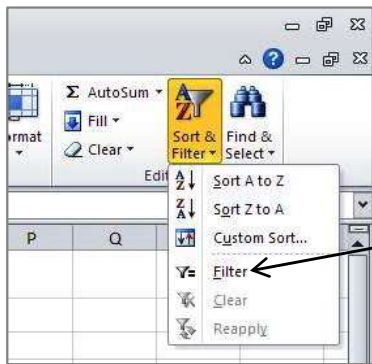 Σ AutoSum
Fill
Clear
rmat
Sort &
Filter
Find &
Select
Edit
Sort A to Z
Sort Z to A
Custom Sort...
Filter
Clear
Reapply
P Q